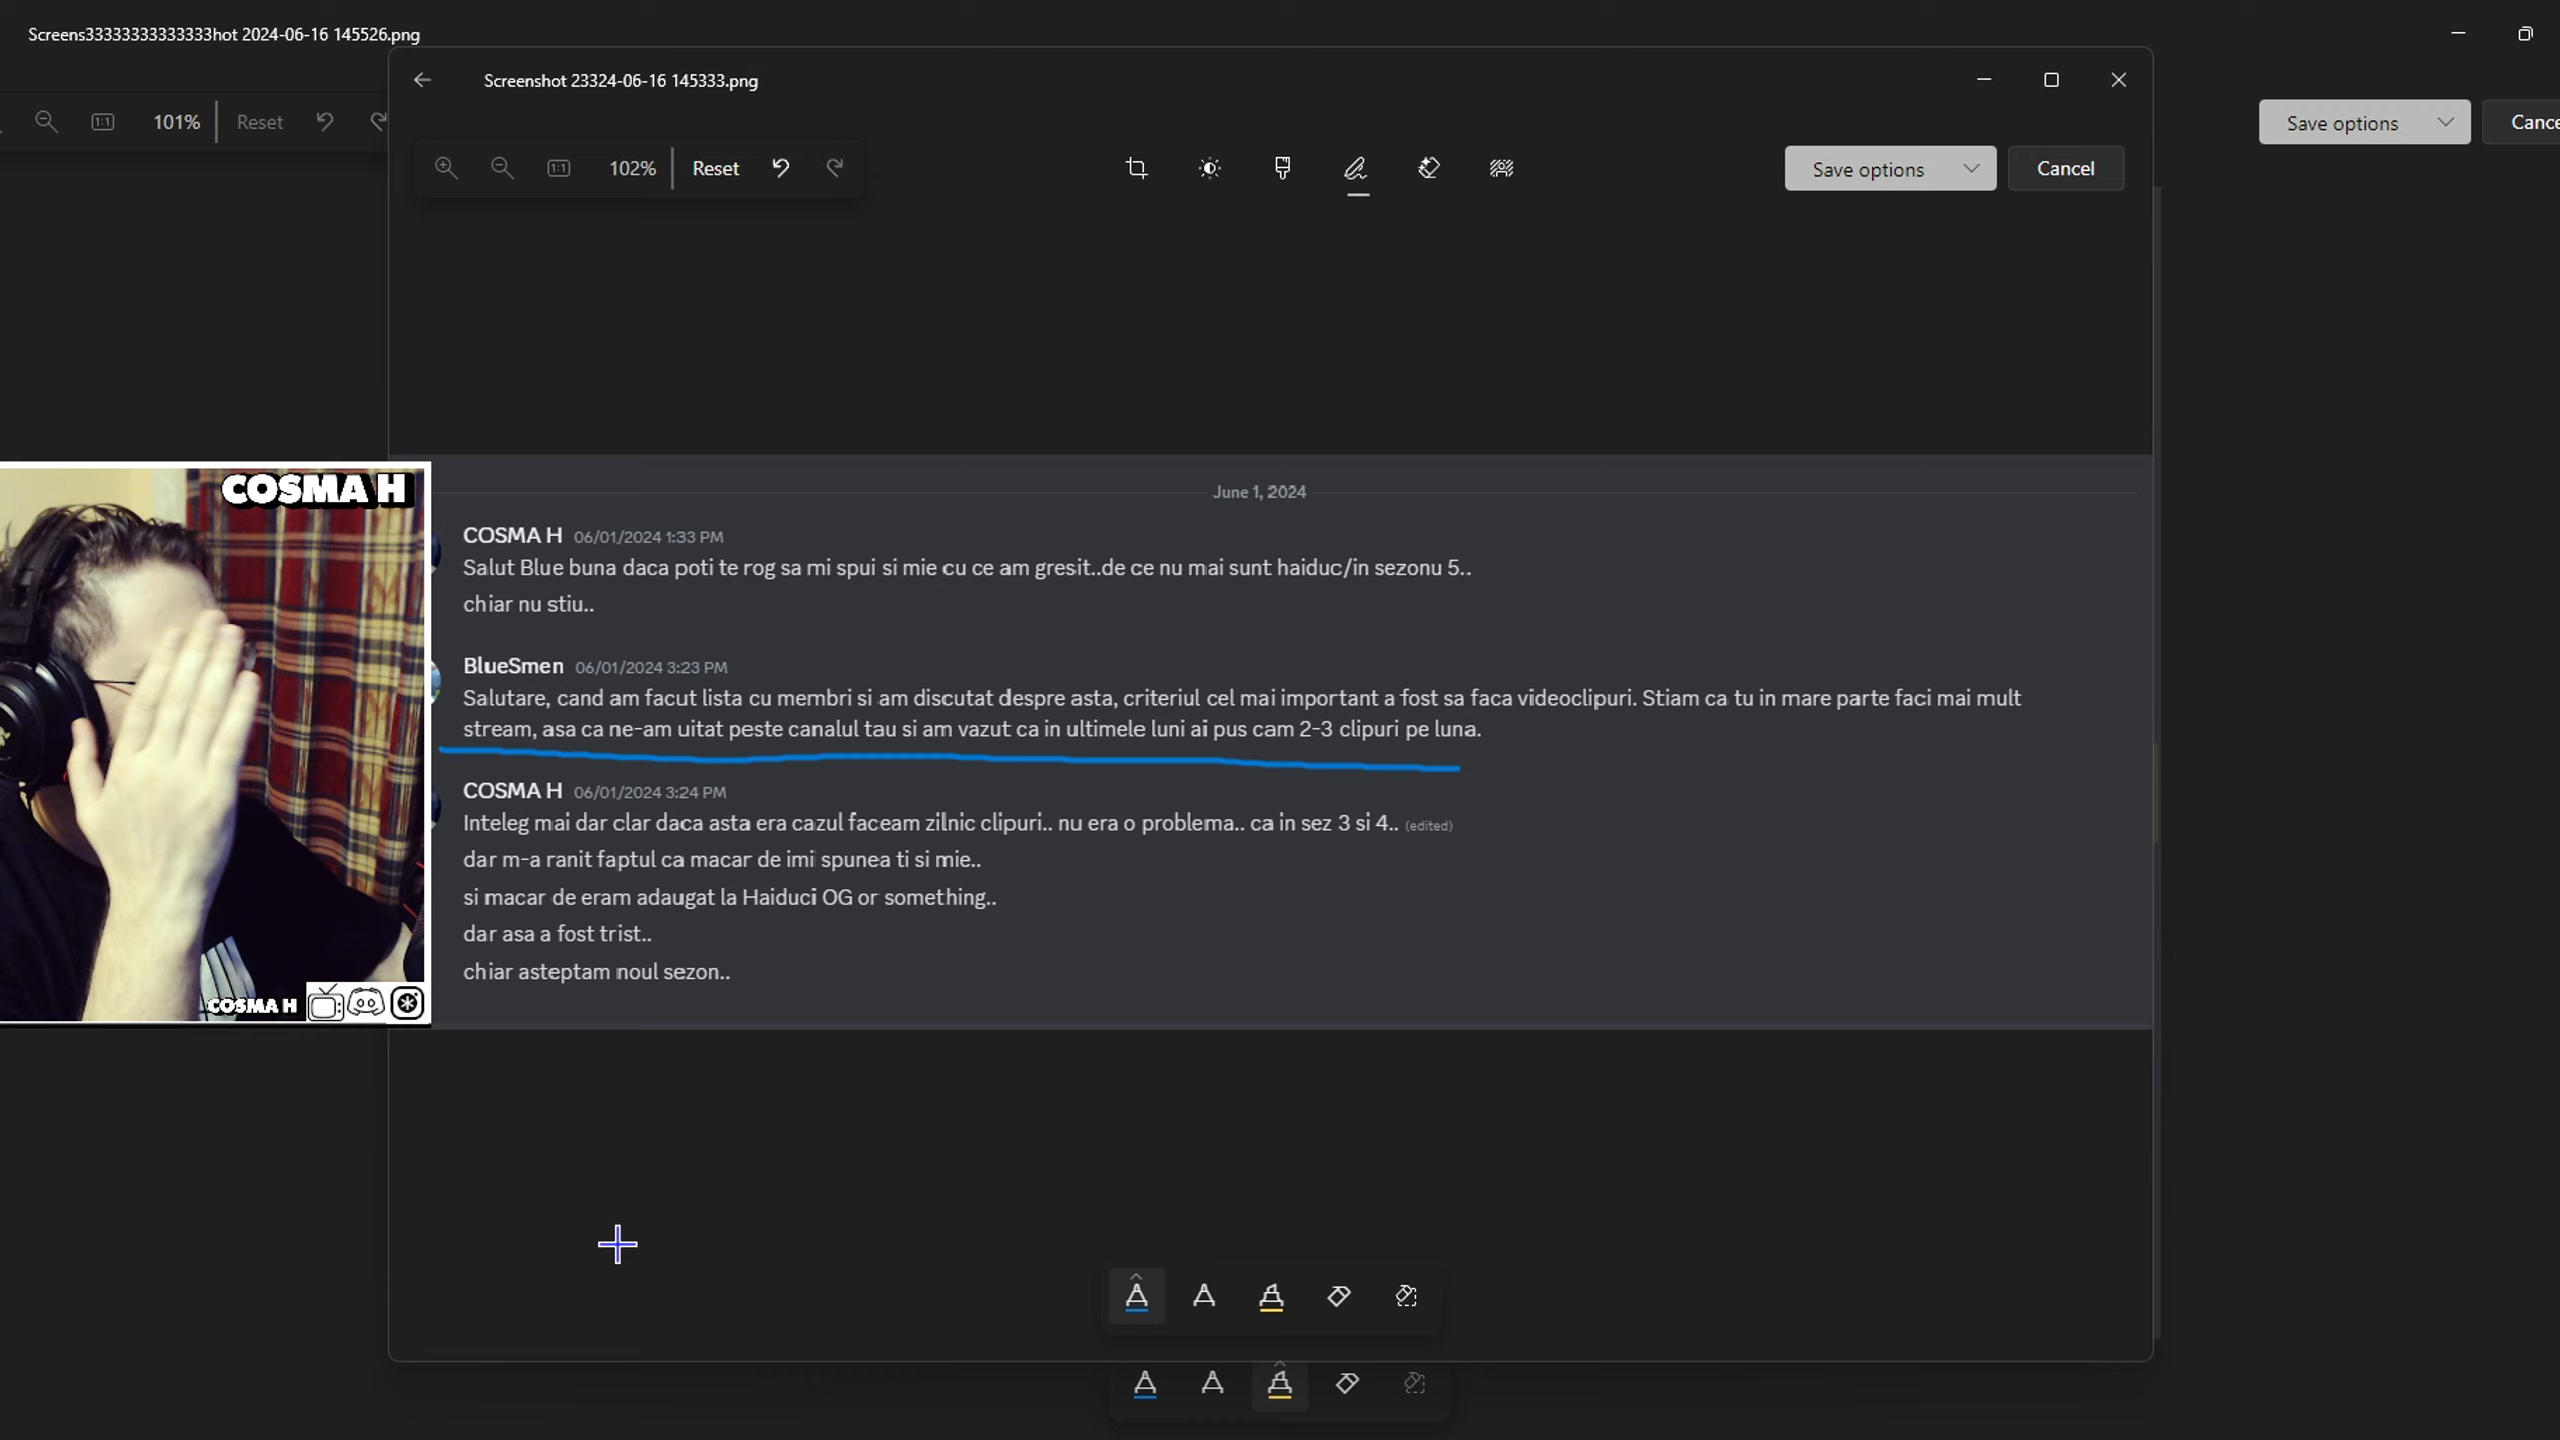 Screens33333333333333hot 2024-06-16 145526.png
Screenshot 23324-06-16 145333.png
101%
Reset
Save options
Cance
102%
Reset
Save options
Cancel
June 1, 2024
COSMA H
COSMA H 06/01/2024 1:33 PM
Salut Blue buna daca poti te rog sa mi spui si mie cu ce am gresit..de ce nu mai sunt haiduc/in sezonu 5..
chiar nu stiu..
BlueSmen 06/01/2024 3:23 PM
Salutare, cand am facut lista cu membri si am discutat despre asta, criteriul cel mai important a fost sa faca videoclipuri. Stiam ca tu in mare parte faci mai mult
stream, asa ca ne-am uitat peste canalul tau si am vazut ca in ultimele luni ai pus cam 2-3 clipuri pe luna.
COSMA H 06/01/2024 3:24 PM
Inteleg mai dar clar daca asta era cazul faceam zilnic clipuri.. nu era o problema.. ca in sez 3 si 4.. (edited)
dar m-a ranit faptul ca macar de imi spunea ti si mie..
si macar de eram adaugat la Haiduci OG or something..
dar asa a fost trist..
chiar asteptam noul sezon..
COSMA H